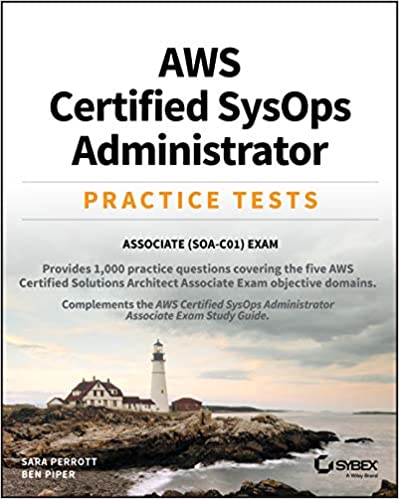 AWS
Certified SysOps
Administrator
PRACTICE TESTS
ASSOCIATE (SOA-C01) EXAM
Provides 1,000 practice questions covering the five AWS
Certified Solutions Architect Associate Exam objective domains.
Complements the AWS Certified SysOps Administrator
Associate Exam Study Guide.
SARA PERROTT
BEN PIPER
SYBEX
A Wiley Brand